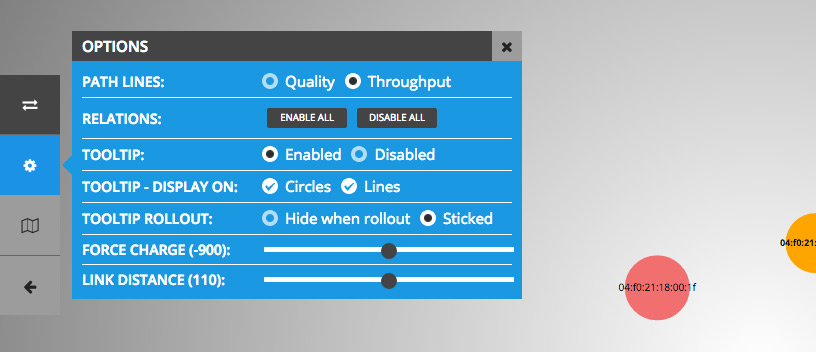 OPTIONS
PATH LINES: Quality Throughput
RELATIONS: ENABLE ALL DISABLE ALL
TOOLTIP: Enabled Disabled
TOOLTIP - DISPLAY ON: Circles Lines
TOOLTIP ROLLOUT: Hide when rollout Sticked
04:f0:21:
FORCE CHARGE (-900):
LINK DISTANCE (110):
04:f0:21:18:00:1f